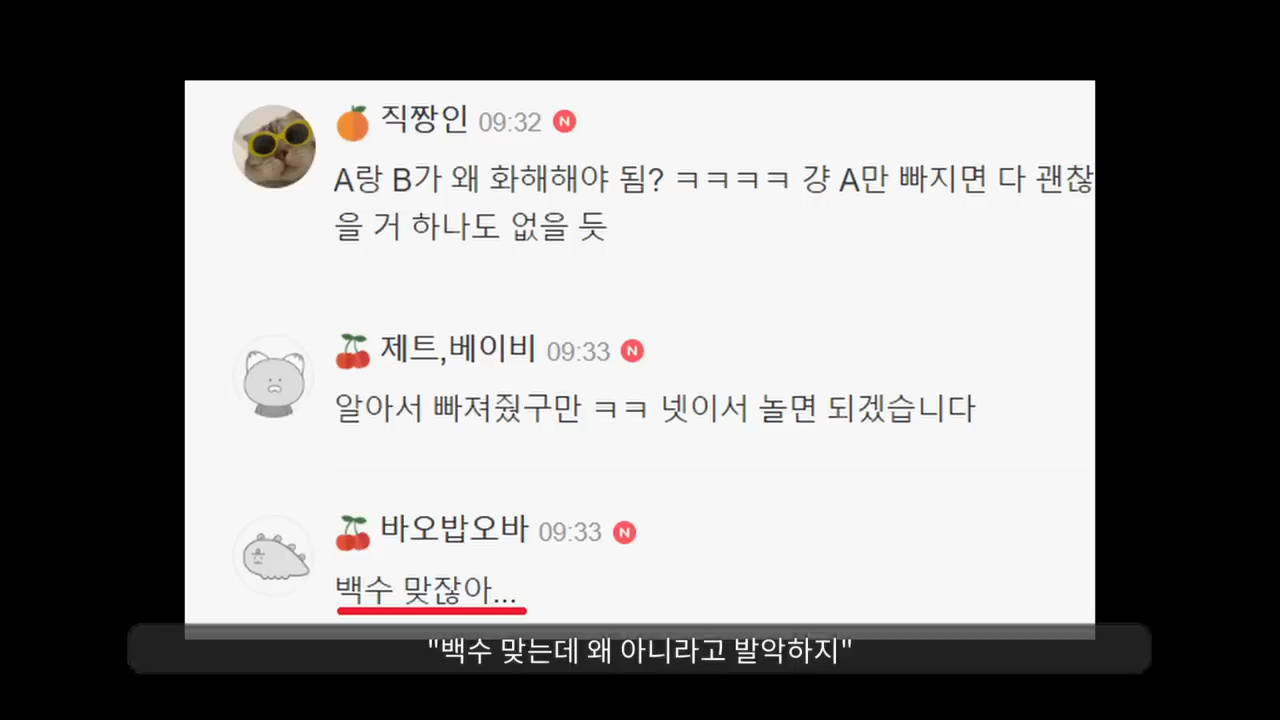 직짱인 09:32 N
A랑 B가 왜 화해해야 됨? ㅋㅋㅋㅋ 걍 A만 빠지면 다 괜찮
을 거 하나도 없을 듯
제트,베이비 09:33 N
알아서 빠져줬구만 ㅋㅋ 넷이서 놀면 되겠습니다
바오밥오바 09:33 N
백수 맞잖아...
"백수 맞는데 왜 아니라고 발악하지"